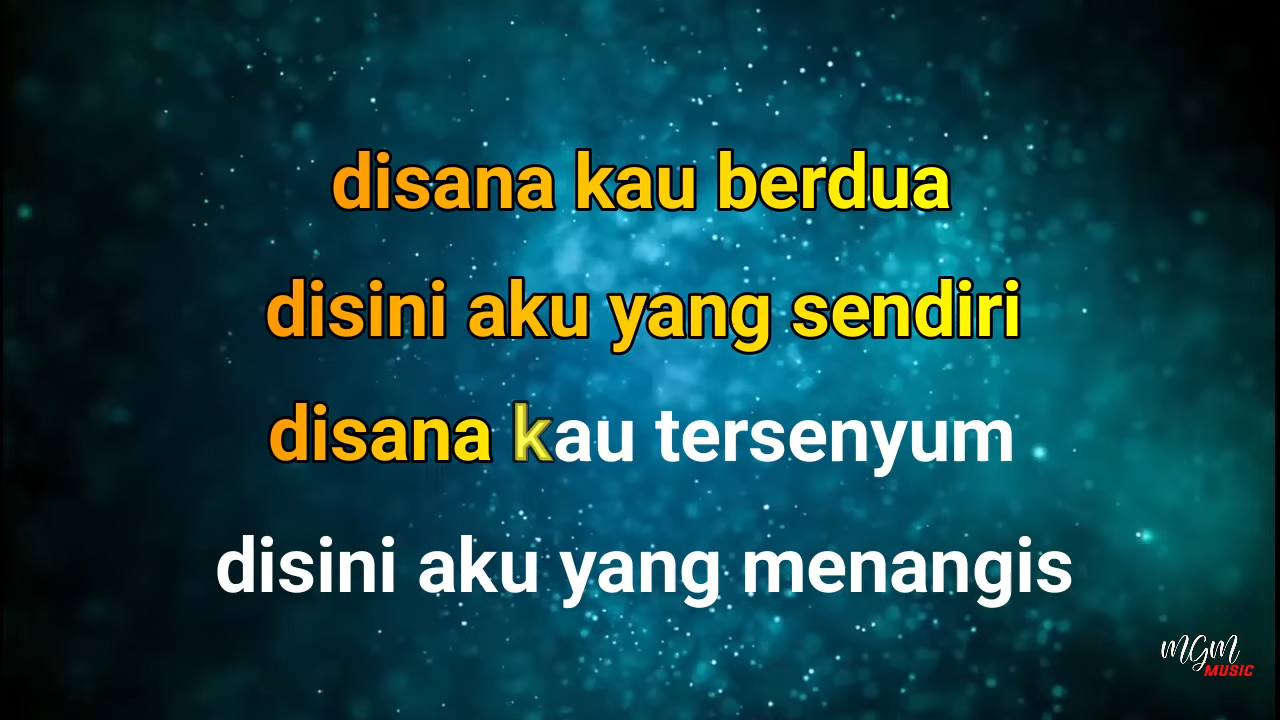 disana kau berdua
disini aku yang sendiri
disana kau tersenyum
disini aku yang menangis
MGM
MUSIC